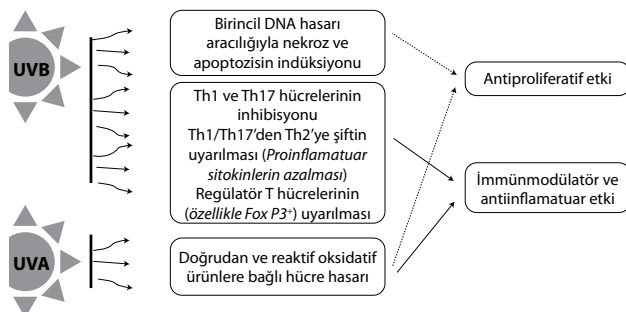 UVB
Birincil DNA hasarı
aracılığıyla nekroz ve
apoptozisin indüksiyonu
Antiproliferatif etki
Th1 ve Th17 hücrelerinin
inhibisyonu
Th1/Th17’den Th2’ye şiftin
uyarılması (Proinflamatuar
sitokinlerin azalması)
Regülatör T hücrelerinin
(özellikle Fox P3⁺) uyarılması
İmmünmodülatör ve
antiinflamatuar etki
UVA
Doğrudan ve reaktif oksidatif
ürünlere bağlı hücre hasarı